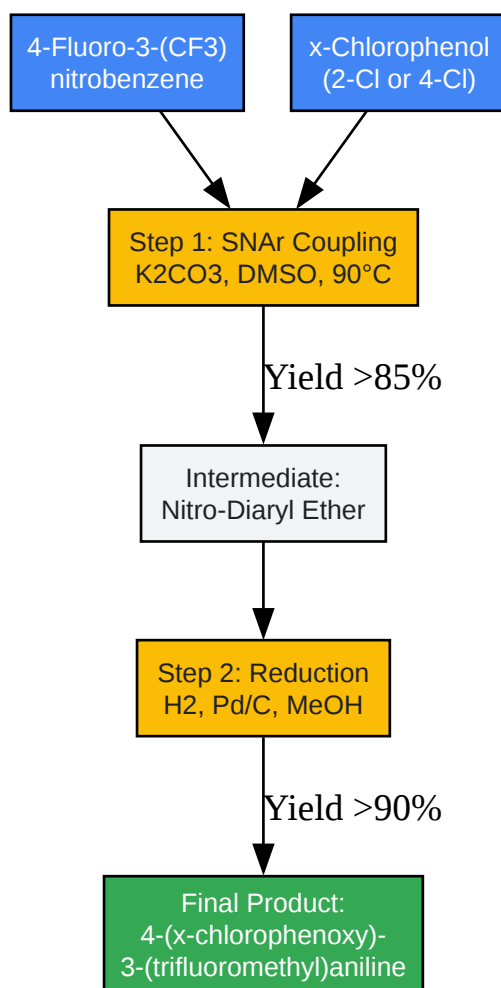 4-Fluoro-3-(CF3)
nitrobenzene
x-Chlorophenol
(2-Cl or 4-Cl)
Step 1: SNAr Coupling
K2CO3, DMSO, 90°C
Yield >85%
Intermediate:
Nitro-Diaryl Ether
Step 2: Reduction
H2, Pd/C, MeOH
Yield >90%
Final Product:
4-(x-chlorophenoxy)-
3-(trifluoromethyl)aniline